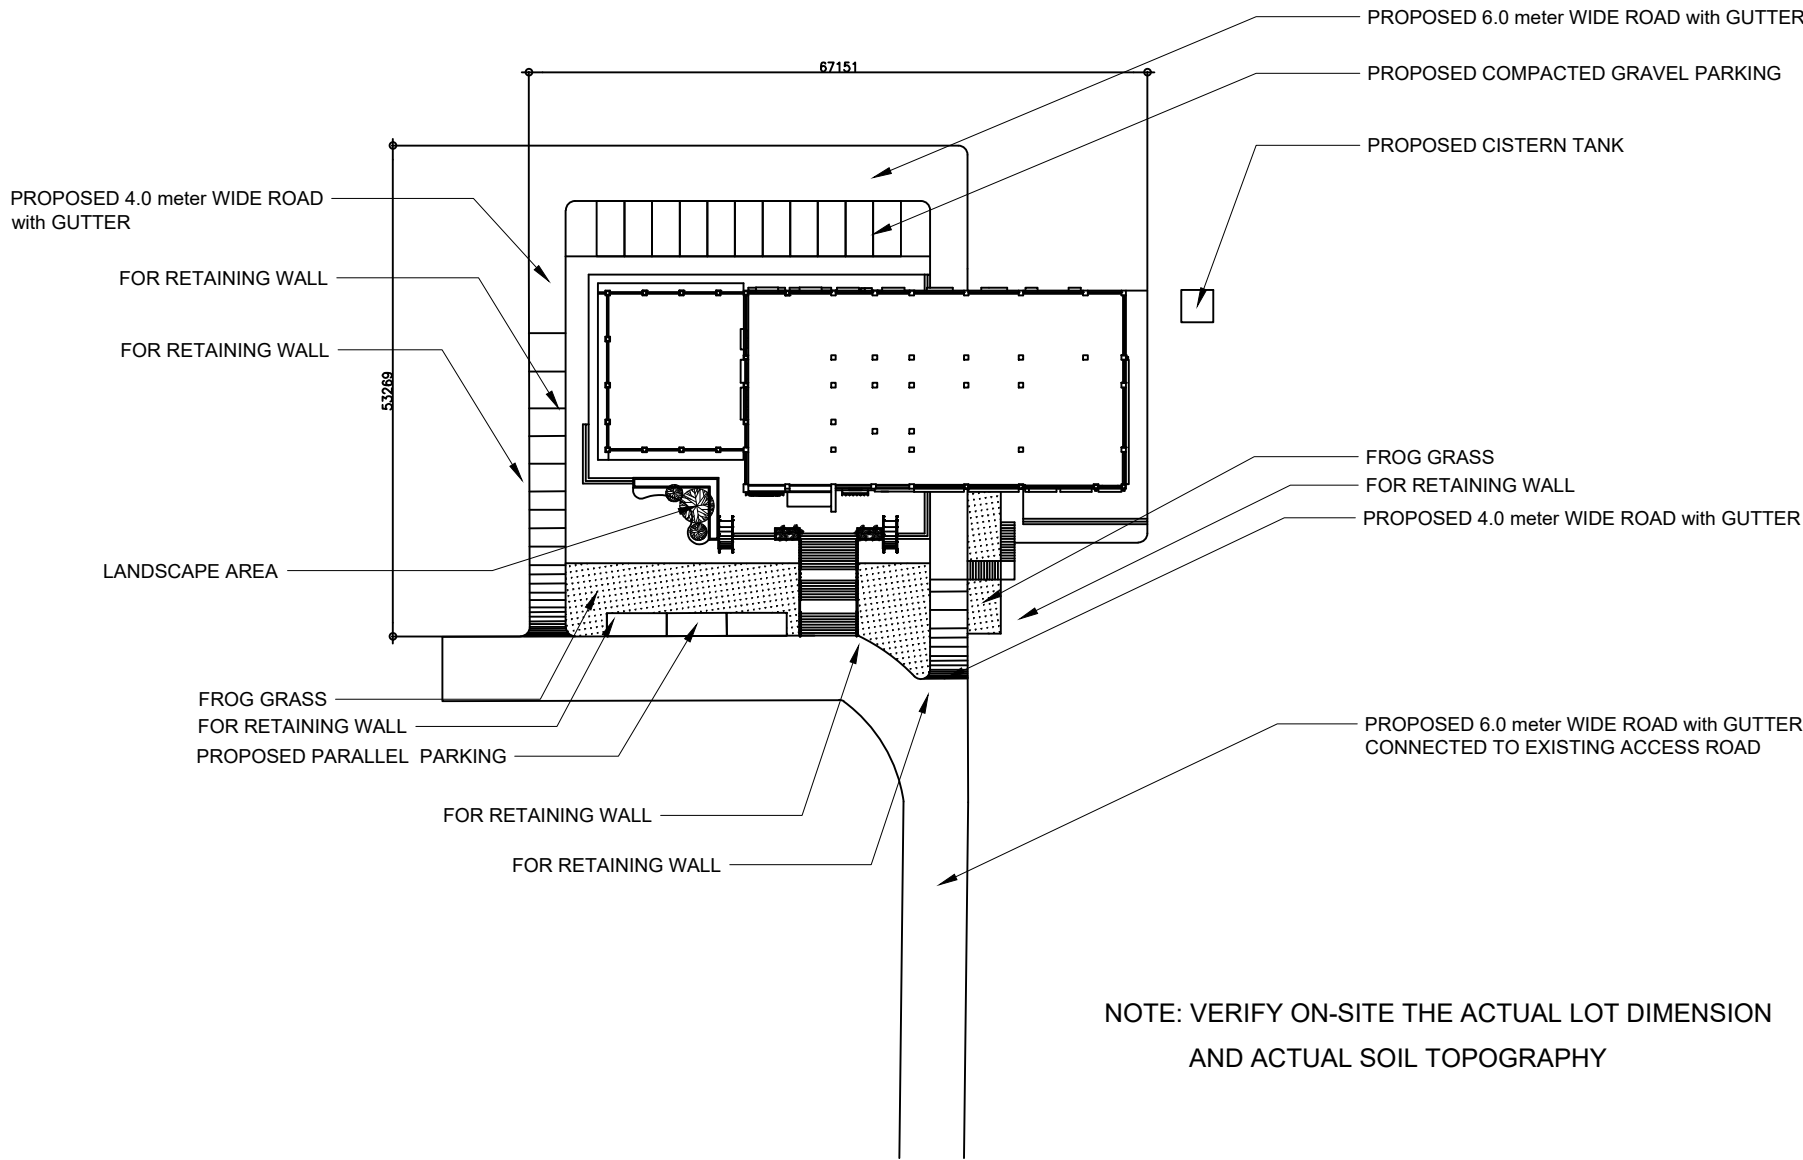 PROPOSED 6.0 meter WIDE ROAD with GUTTER
67151
PROPOSED COMPACTED GRAVEL PARKING
PROPOSED CISTERN TANK
PROPOSED 4.0 meter WIDE ROAD
with GUTTER
FOR RETAINING WALL
FOR RETAINING WALL
53269
FROG GRASS
FOR RETAINING WALL
PROPOSED 4.0 meter WIDE ROAD with GUTTER
LANDSCAPE AREA
FROG GRASS
FOR RETAINING WALL
PROPOSED PARALLEL PARKING
PROPOSED 6.0 meter WIDE ROAD with GUTTER
CONNECTED TO EXISTING ACCESS ROAD
FOR RETAINING WALL
FOR RETAINING WALL
NOTE: VERIFY ON-SITE THE ACTUAL LOT DIMENSION
AND ACTUAL SOIL TOPOGRAPHY